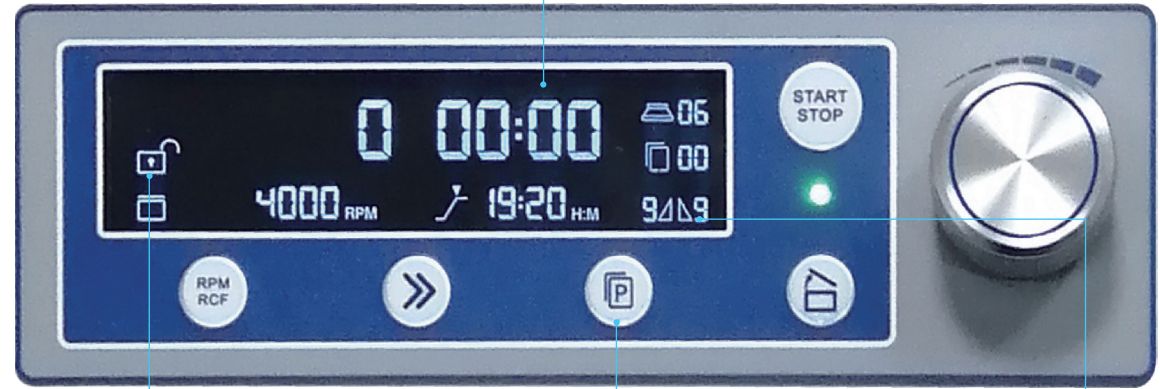 0 00:00 06
00
4000 RPM 19:20 H:M 9 9
START
STOP
RPM
RCF
P